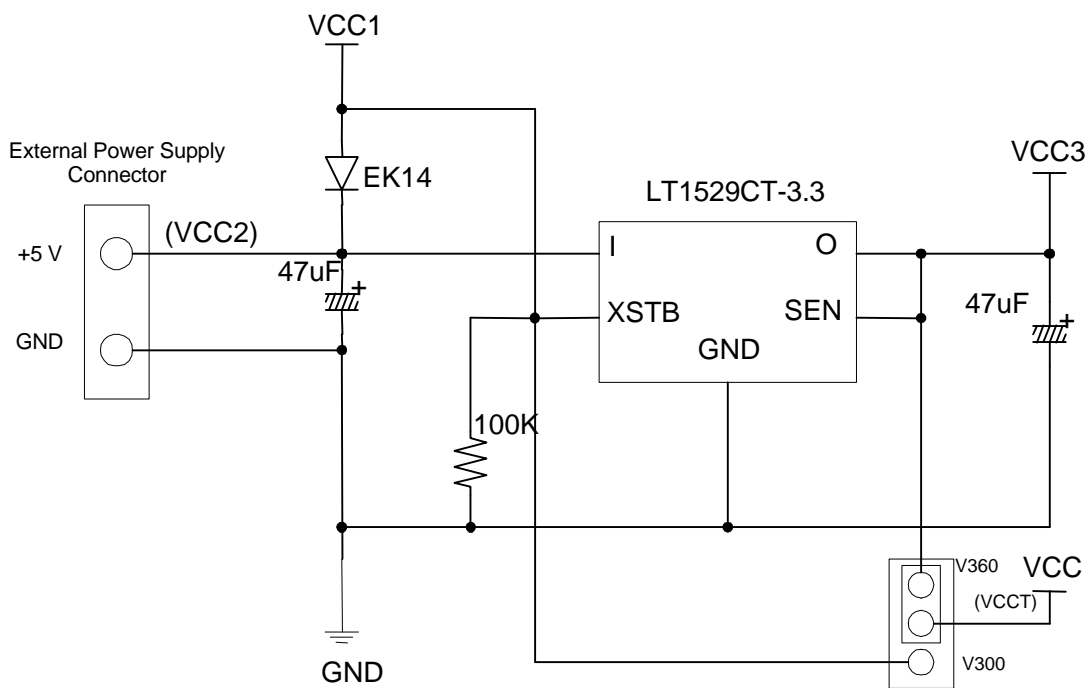 VCC1
External Power Supply
Connector
EK14
VCC3
LT1529CT-3.3
+5 V
(VCC2)
I
O
47uF
XSTB
SEN
47uF
+
+
GND
GND
100K
V360
VCC
(VCCT)
V300
GND